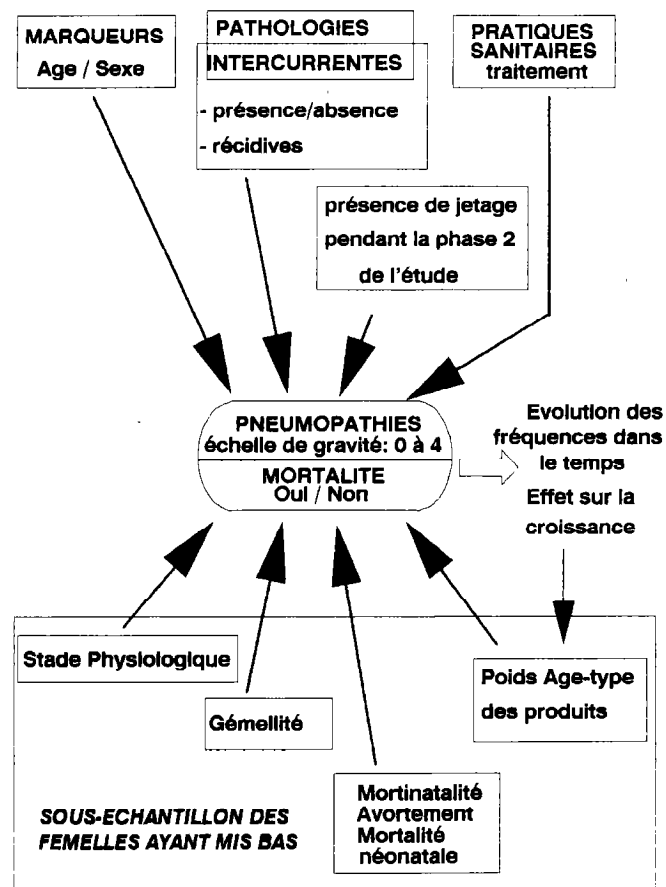 MARQUEURS
Age / Sexe
PATHOLOGIES
INTERCURRENTES
- présence/absence
- récidives
PRATIQUES
SANITAIRES
traitement
présence de jetage
pendant la phase 2
de l'étude
PNEUMOPATHIES
échelle de gravité: 0 à 4
MORTALITE
Oui / Non
Evolution des
fréquences dans
le temps
Effet sur la
croissance
Stade Physiologique
Gémellité
Mortinatalité
Avortement
Mortalité
néonatale
Poids Age-type
des produits
SOUS-ECHANTILLON DES
FEMELLES AYANT MIS BAS